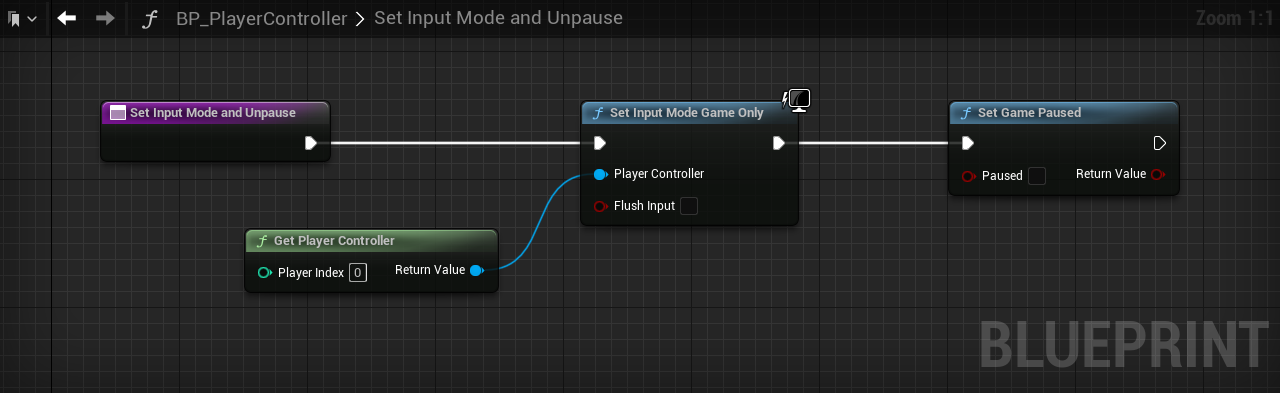 BP_PlayerController > Set Input Mode and Unpause
Zoom 1:1
Set Input Mode and Unpause
Set Input Mode Game Only
Set Game Paused
Player Controller
Paused
Return Value
Flush Input
Get Player Controller
Player Index 0
Return Value
BLUEPRINT